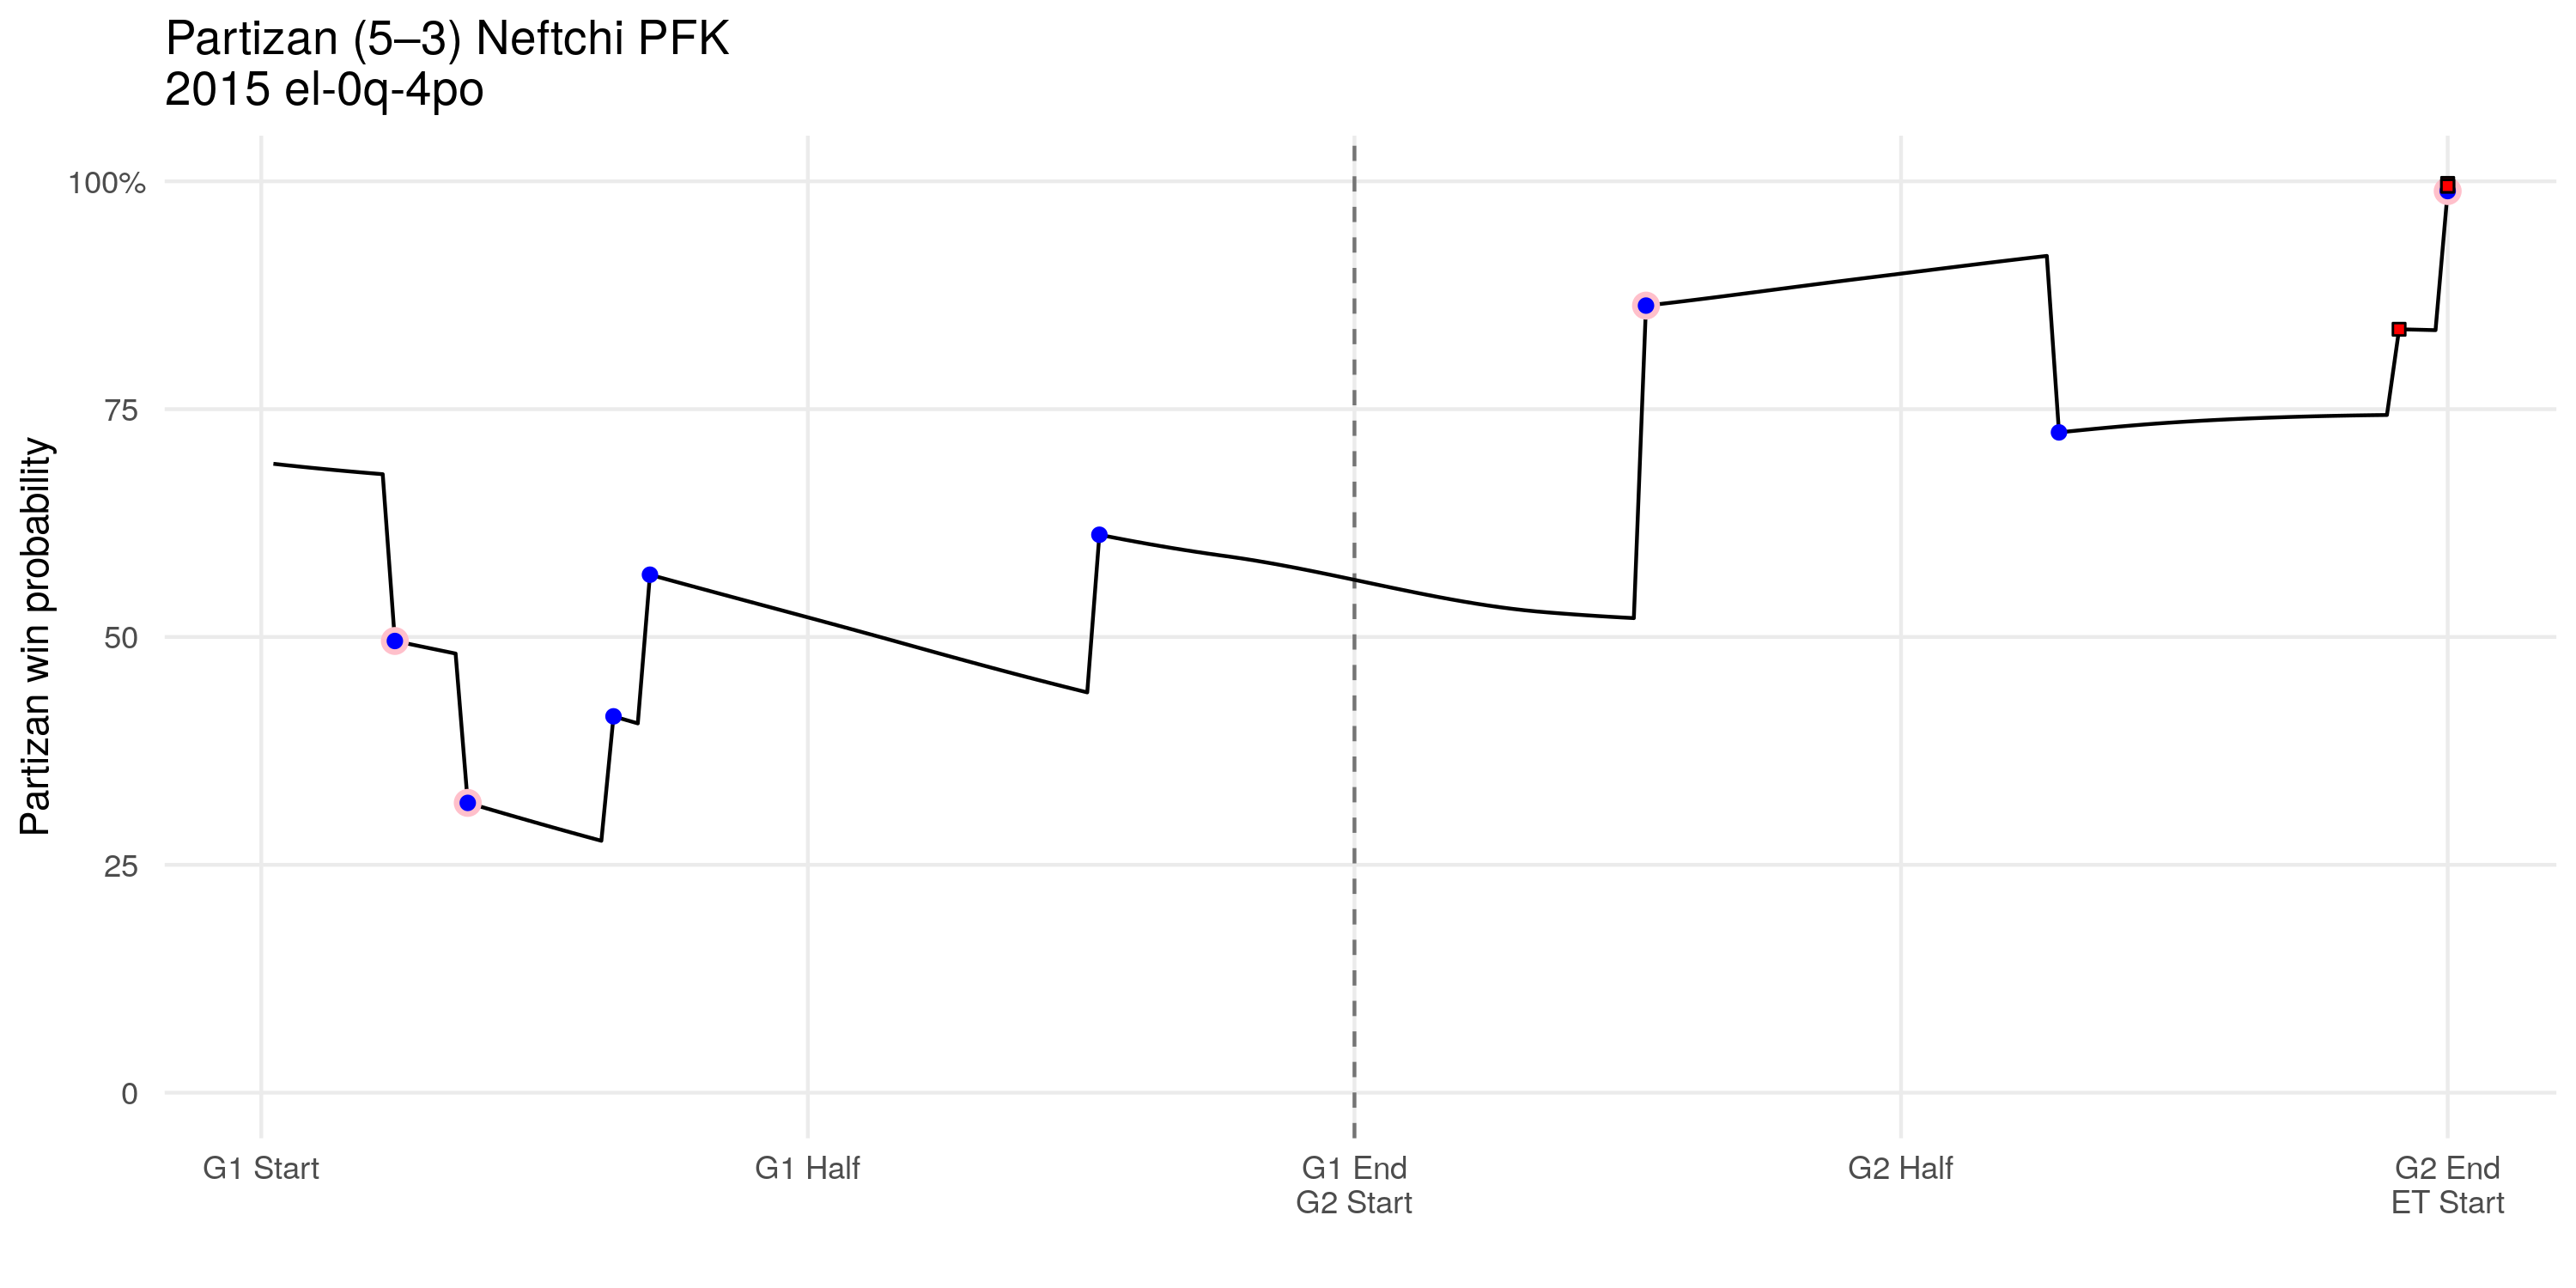 Partizan (5–3) Neftchi PFK
2015 el-0q-4po
Partizan win probability
100%
75
50
25
0
G1 Start
G1 Half
G1 End
G2 Start
G2 Half
G2 End
ET Start